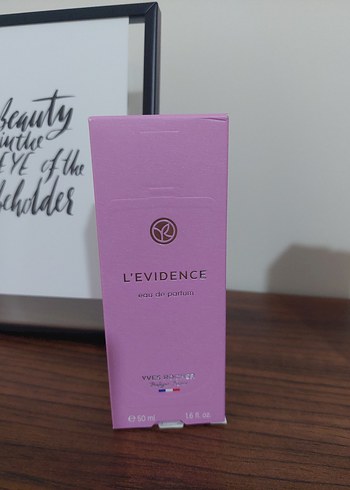 Beauty
in the
EYE of the
beholder
L'EVIDENCE
eau de parfum
YVES ROCHER
℮ 50 ml 1.6 fl oz